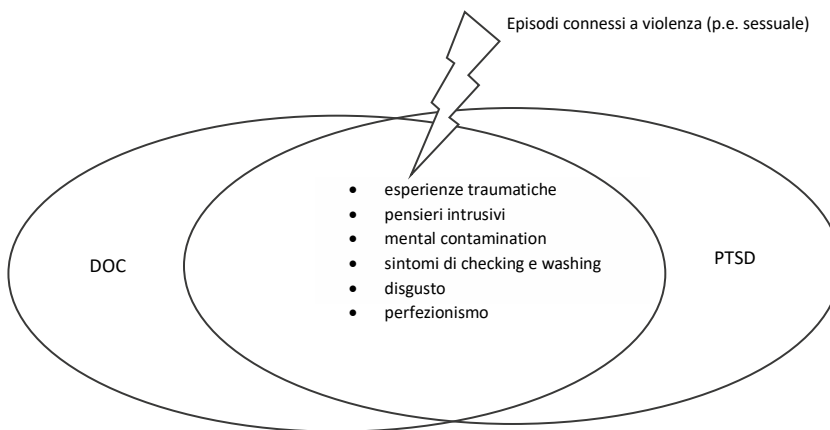 Episodi connessi a violenza (p.e. sessuale)
• esperienze traumatiche
• pensieri intrusivi
• mental contamination
• sintomi di checking e washing
• disgusto
• perfezionismo
DOC
PTSD